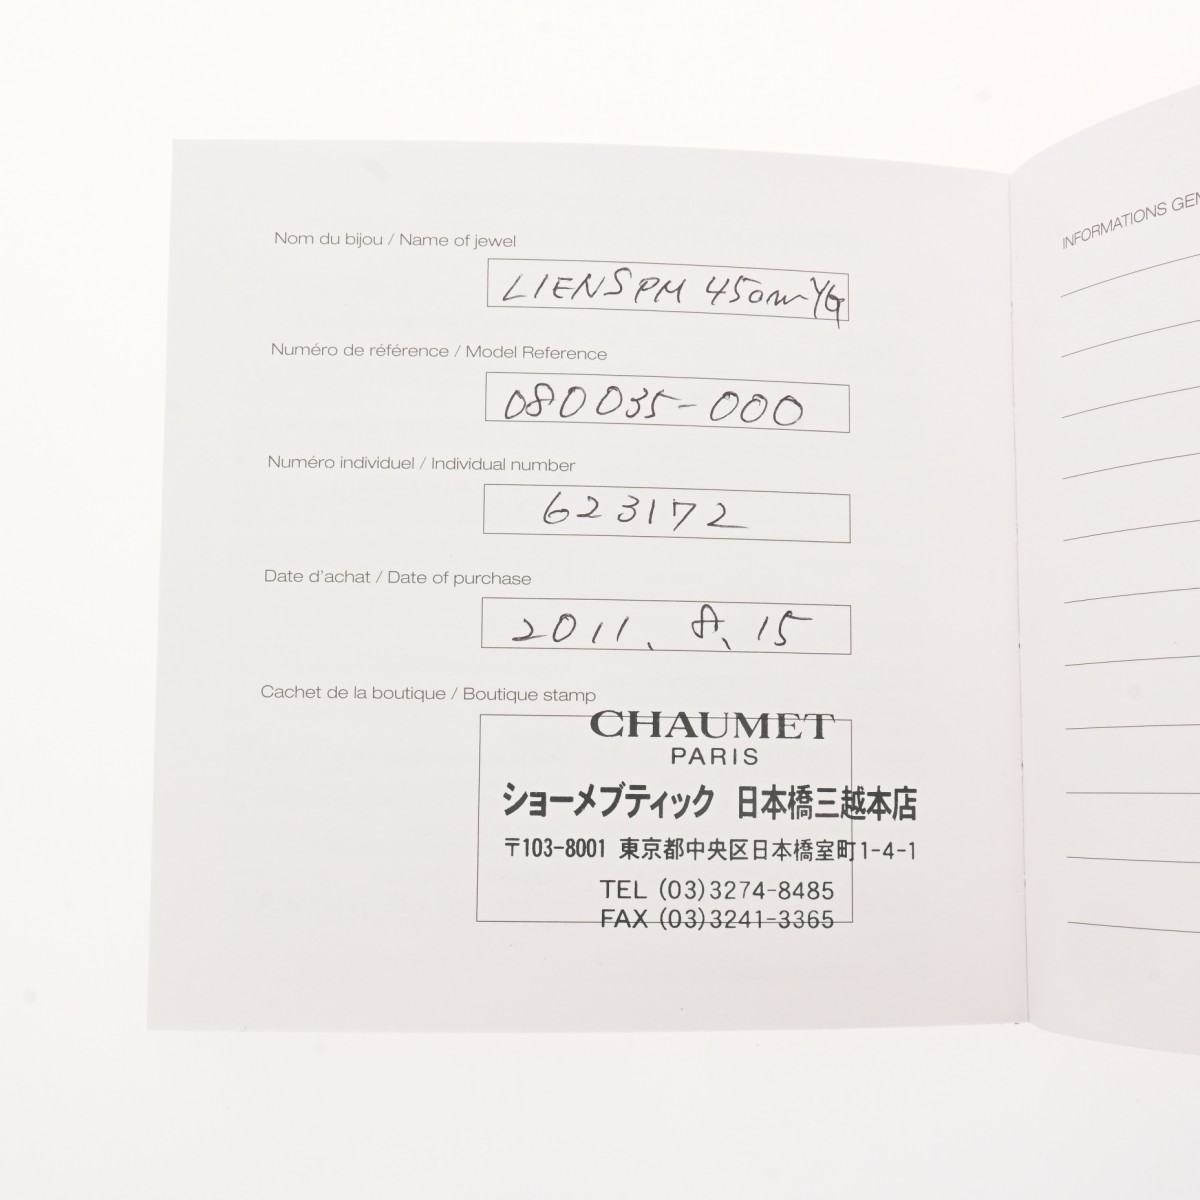 Nom du bijou / Name of jewel
LIENS PM 45cm YG
Numéro de référence / Model Reference
080035-000
Numéro individuel / Individual number
623172
Date d'achat / Date of purchase
2011. 8. 15
Cachet de la boutique / Boutique stamp
CHAUMET
PARIS
ショーメブティック 日本橋三越本店
〒103-8001 東京都中央区日本橋室町1-4-1
TEL (03)3274-8485
FAX (03)3241-3365
INFORMATIONS